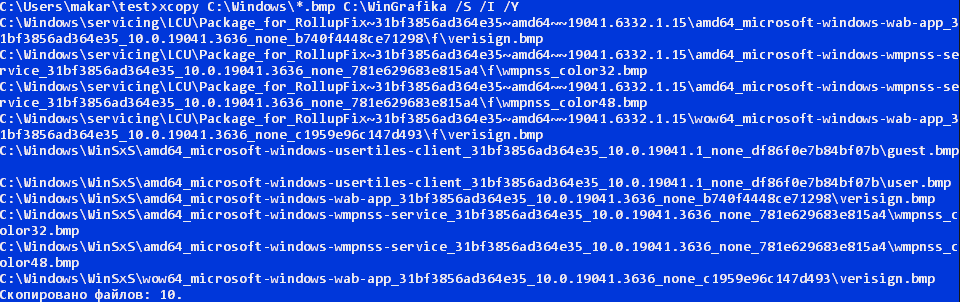 C:\Users\makar\test>xcopy C:\Windows\*.bmp C:\WinGrafika /S /I /Y
C:\Windows\servicing\LCU\Package_for_RollupFix~31bf3856ad364e35~amd64~~19041.6332.1.15\amd64_microsoft-windows-wab-app_3
1bf3856ad364e35_10.0.19041.3636_none_b740f4448ce71298\f\verisign.bmp
C:\Windows\servicing\LCU\Package_for_RollupFix~31bf3856ad364e35~amd64~~19041.6332.1.15\amd64_microsoft-windows-wmpnss-se
rvice_31bf3856ad364e35_10.0.19041.3636_none_781e629683e815a4\f\wmpnss_color32.bmp
C:\Windows\servicing\LCU\Package_for_RollupFix~31bf3856ad364e35~amd64~~19041.6332.1.15\amd64_microsoft-windows-wmpnss-se
rvice_31bf3856ad364e35_10.0.19041.3636_none_781e629683e815a4\f\wmpnss_color48.bmp
C:\Windows\servicing\LCU\Package_for_RollupFix~31bf3856ad364e35~amd64~~19041.6332.1.15\wow64_microsoft-windows-wab-app_3
1bf3856ad364e35_10.0.19041.3636_none_c1959e96c147d493\f\verisign.bmp
C:\Windows\WinSxS\amd64_microsoft-windows-usertiles-client_31bf3856ad364e35_10.0.19041.1_none_df86f0e7b84bf07b\guest.bmp
C:\Windows\WinSxS\amd64_microsoft-windows-usertiles-client_31bf3856ad364e35_10.0.19041.1_none_df86f0e7b84bf07b\user.bmp
C:\Windows\WinSxS\amd64_microsoft-windows-wab-app_31bf3856ad364e35_10.0.19041.3636_none_b740f4448ce71298\verisign.bmp
C:\Windows\WinSxS\amd64_microsoft-windows-wmpnss-service_31bf3856ad364e35_10.0.19041.3636_none_781e629683e815a4\wmpnss_c
olor32.bmp
C:\Windows\WinSxS\amd64_microsoft-windows-wmpnss-service_31bf3856ad364e35_10.0.19041.3636_none_781e629683e815a4\wmpnss_c
olor48.bmp
C:\Windows\WinSxS\wow64_microsoft-windows-wab-app_31bf3856ad364e35_10.0.19041.3636_none_c1959e96c147d493\verisign.bmp
Скопировано файлов: 10.